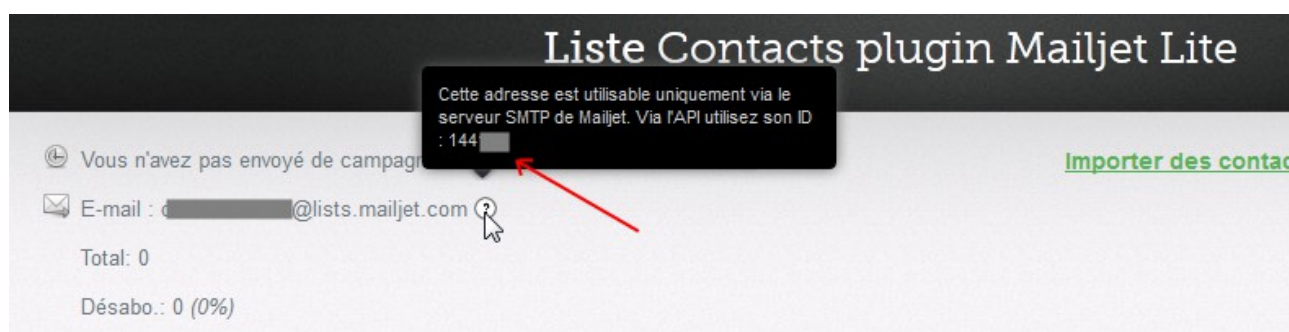 Liste Contacts plugin Mailjet Lite
Cette adresse est utilisable uniquement via le
serveur SMTP de Mailjet. Via l'API utilisez son ID
: 144
Vous n'avez pas envoyé de campagn
Importer des contac
E-mail : @lists.mailjet.com ?
Total: 0
Désabo.: 0 (0%)